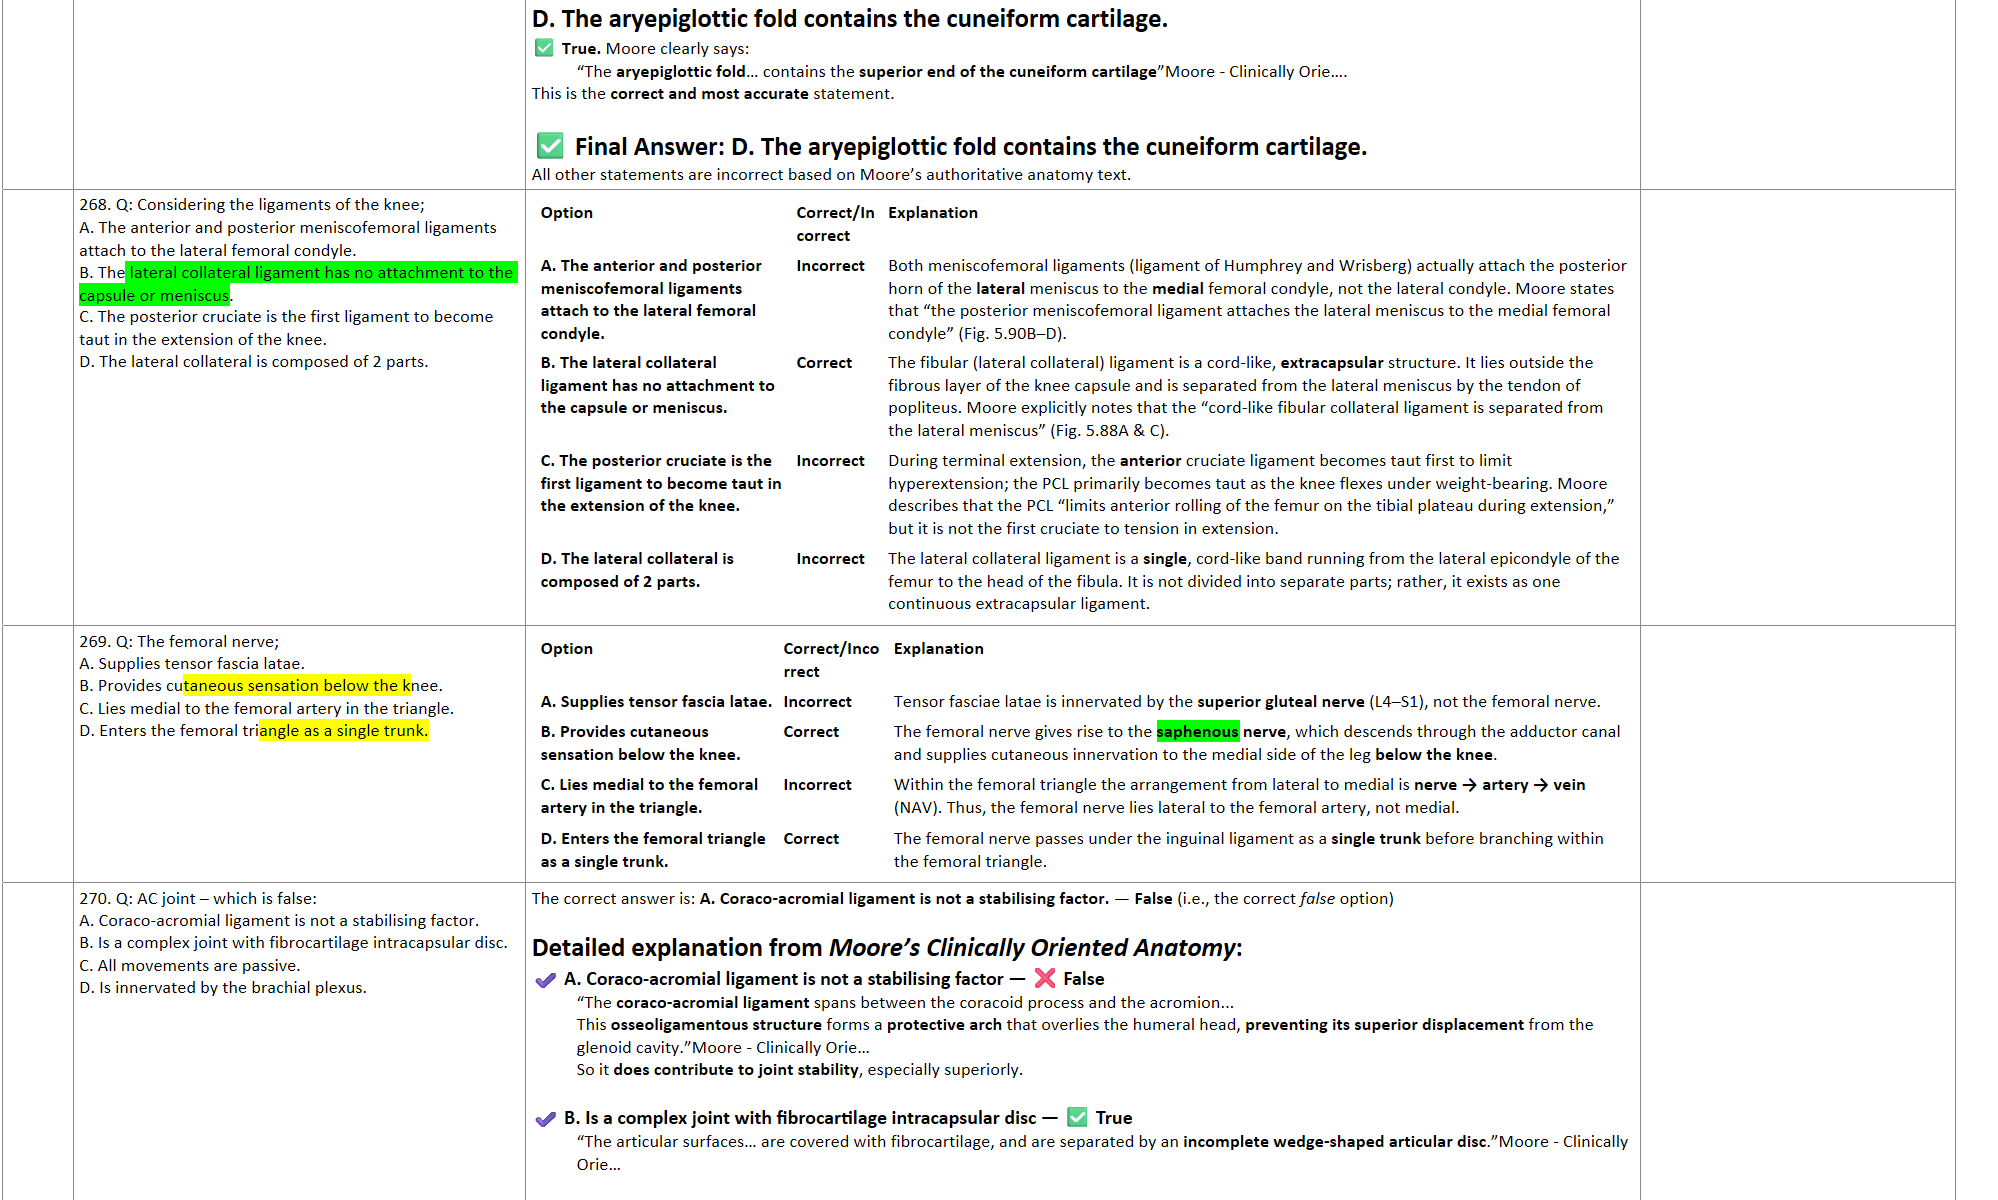 D. The aryepiglottic fold contains the cuneiform cartilage.
✅ True. Moore clearly says:
“The aryepiglottic fold… contains the superior end of the cuneiform cartilage”Moore - Clinically Orie….
This is the correct and most accurate statement.
✅ Final Answer: D. The aryepiglottic fold contains the cuneiform cartilage.
All other statements are incorrect based on Moore’s authoritative anatomy text.
268. Q: Considering the ligaments of the knee;
A. The anterior and posterior meniscofemoral ligaments
attach to the lateral femoral condyle.
B. The lateral collateral ligament has no attachment to the
capsule or meniscus.
C. The posterior cruciate is the first ligament to become
taut in the extension of the knee.
D. The lateral collateral is composed of 2 parts.
Option
Correct/In
correct
Explanation
A. The anterior and posterior
meniscofemoral ligaments
attach to the lateral femoral
condyle.
Incorrect
Both meniscofemoral ligaments (ligament of Humphrey and Wrisberg) actually attach the posterior
horn of the lateral meniscus to the medial femoral condyle, not the lateral condyle. Moore states
that “the posterior meniscofemoral ligament attaches the lateral meniscus to the medial femoral
condyle” (Fig. 5.90B–D).
B. The lateral collateral
ligament has no attachment to
the capsule or meniscus.
Correct
The fibular (lateral collateral) ligament is a cord-like, extracapsular structure. It lies outside the
fibrous layer of the knee capsule and is separated from the lateral meniscus by the tendon of
popliteus. Moore explicitly notes that the “cord-like fibular collateral ligament is separated from
the lateral meniscus” (Fig. 5.88A & C).
C. The posterior cruciate is the
first ligament to become taut in
the extension of the knee.
Incorrect
During terminal extension, the anterior cruciate ligament becomes taut first to limit
hyperextension; the PCL primarily becomes taut as the knee flexes under weight-bearing. Moore
describes that the PCL “limits anterior rolling of the femur on the tibial plateau during extension,”
but it is not the first cruciate to tension in extension.
D. The lateral collateral is
composed of 2 parts.
Incorrect
The lateral collateral ligament is a single, cord-like band running from the lateral epicondyle of the
femur to the head of the fibula. It is not divided into separate parts; rather, it exists as one
continuous extracapsular ligament.
269. Q: The femoral nerve;
A. Supplies tensor fascia latae.
B. Provides cutaneous sensation below the knee.
C. Lies medial to the femoral artery in the triangle.
D. Enters the femoral triangle as a single trunk.
Option
Correct/Inco
rrect
Explanation
A. Supplies tensor fascia latae.
Incorrect
Tensor fasciae latae is innervated by the superior gluteal nerve (L4–S1), not the femoral nerve.
B. Provides cutaneous
sensation below the knee.
Correct
The femoral nerve gives rise to the saphenous nerve, which descends through the adductor canal
and supplies cutaneous innervation to the medial side of the leg below the knee.
C. Lies medial to the femoral
artery in the triangle.
Incorrect
Within the femoral triangle the arrangement from lateral to medial is nerve → artery → vein
(NAV). Thus, the femoral nerve lies lateral to the femoral artery, not medial.
D. Enters the femoral triangle
as a single trunk.
Correct
The femoral nerve passes under the inguinal ligament as a single trunk before branching within
the femoral triangle.
270. Q: AC joint – which is false:
A. Coraco-acromial ligament is not a stabilising factor.
B. Is a complex joint with fibrocartilage intracapsular disc.
C. All movements are passive.
D. Is innervated by the brachial plexus.
The correct answer is: A. Coraco-acromial ligament is not a stabilising factor. — False (i.e., the correct false option)
Detailed explanation from Moore’s Clinically Oriented Anatomy:
✔ A. Coraco-acromial ligament is not a stabilising factor — ❌ False
“The coraco-acromial ligament spans between the coracoid process and the acromion...
This osseoligamentous structure forms a protective arch that overlies the humeral head, preventing its superior displacement from the
glenoid cavity.”Moore - Clinically Orie…
So it does contribute to joint stability, especially superiorly.
✔ B. Is a complex joint with fibrocartilage intracapsular disc — ✅ True
“The articular surfaces… are covered with fibrocartilage, and are separated by an incomplete wedge-shaped articular disc.”Moore - Clinically
Orie…